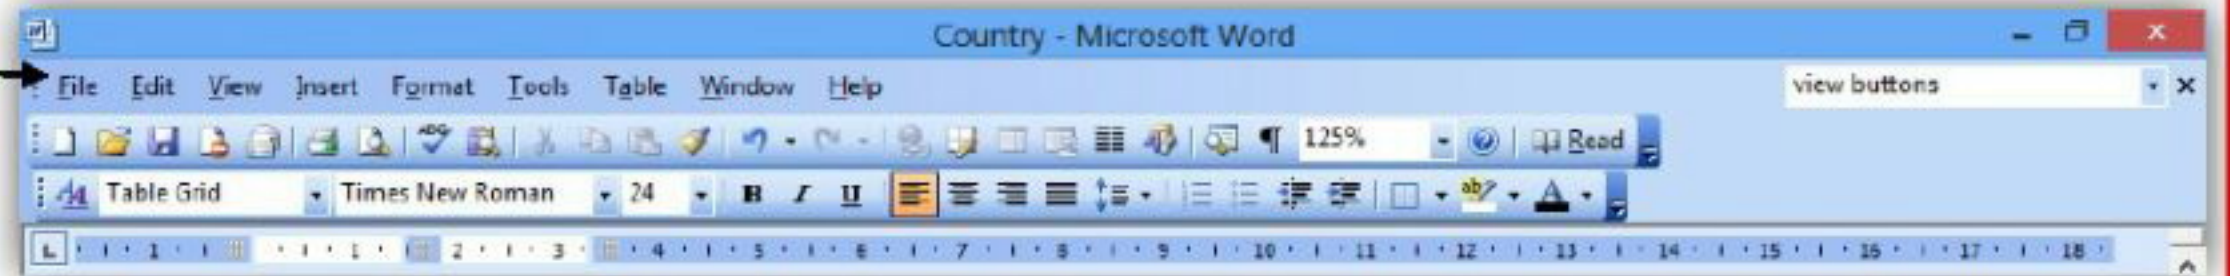 Country - Microsoft Word
File Edit View Insert Format Tools Table Window Help view buttons
125% Read
Table Grid Times New Roman 24 B I U
L 1 1 2 3 4 5 6 7 8 9 10 11 12 13 14 15 16 17 18